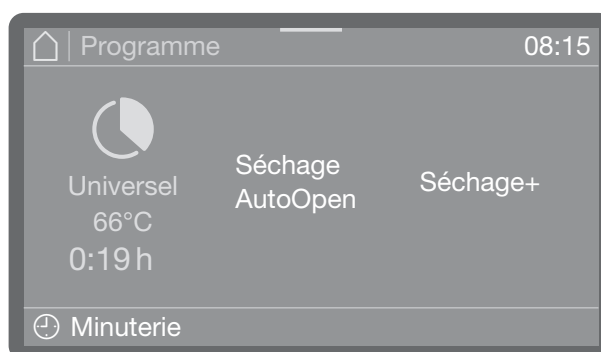 Programme
08:15
Universel
66°C
0:19 h
Séchage
AutoOpen
Séchage+
Minuterie